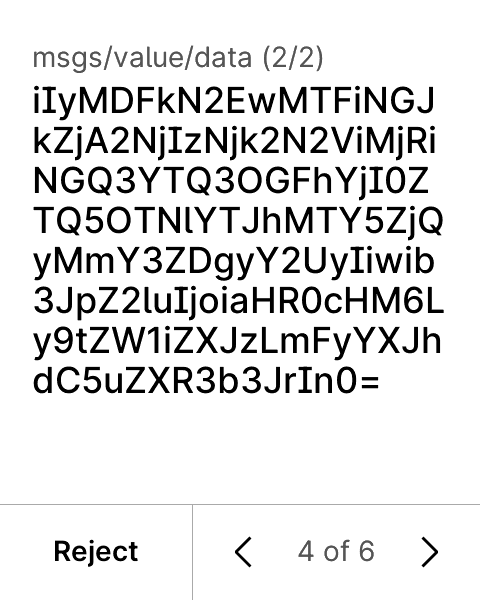 msgs/value/data (2/2)
iIyMDFkN2EwMTFiNGJ
kZjA2NjIzNjk2N2ViMjRi
NGQ3YTQ3OGFhYjI0Z
TQ5OTNlYTJhMTY5ZjQ
yMmY3ZDgyY2UyIiwib
3JpZ2luIjoiaHR0cHM6L
y9tZW1iZXJzLmFyYXJh
dC5uZXR3b3JrIn0=
Reject
4 of 6